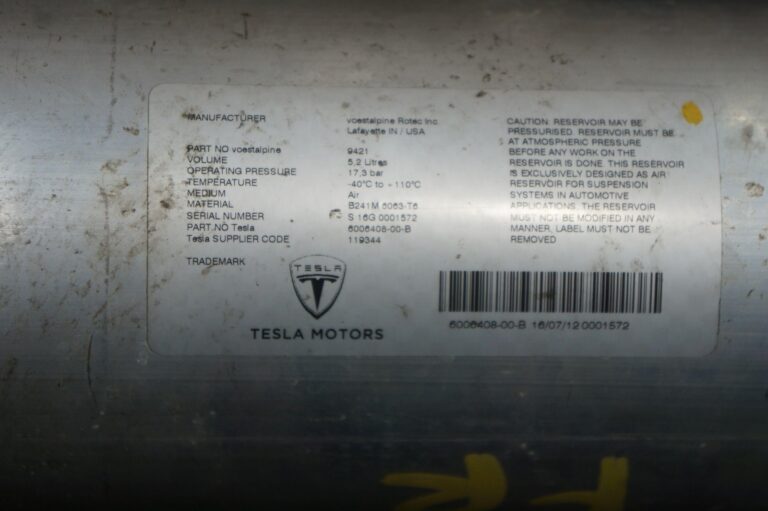 MANUFACTURER voestalpine Rotec Inc
Lafayette IN / USA
PART NO voestalpine 9421
VOLUME 5,2 Litres
OPERATING PRESSURE 17,3 bar
TEMPERATURE -40°C to - 110°C
MEDIUM Air
MATERIAL B241M 6063-T6
SERIAL NUMBER S 16G 0001572
PART.NO Tesla 6006408-00-B
Tesla SUPPLIER CODE 119344
TRADEMARK
TESLA
TESLA MOTORS
CAUTION: RESERVOIR MAY BE
PRESSURISED. RESERVOIR MUST BE
AT ATMOSPHERIC PRESSURE
BEFORE ANY WORK ON THE
RESERVOIR IS DONE. THIS RESERVOIR
IS EXCLUSIVELY DESIGNED AS AIR
RESERVOIR FOR SUSPENSION
SYSTEMS IN AUTOMOTIVE
APPLICATIONS. THE RESERVOIR
MUST NOT BE MODIFIED IN ANY
MANNER, LABEL MUST NOT BE
REMOVED
6006408-00-B 16/07/12 0001572